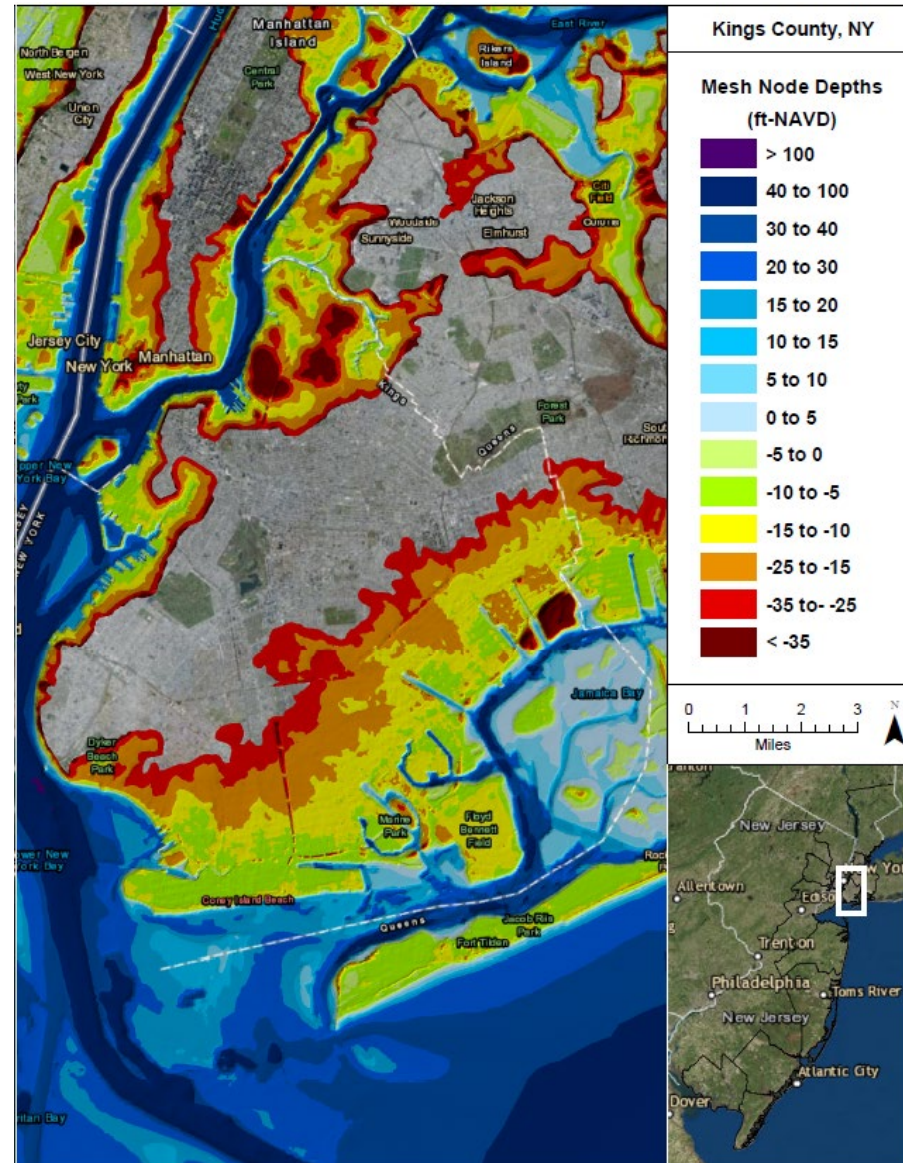 Kings County, NY
Mesh Node Depths
(ft-NAVD)
> 100
40 to 100
30 to 40
20 to 30
15 to 20
10 to 15
5 to 10
0 to 5
-5 to 0
-10 to -5
-15 to -10
-25 to -15
-35 to- -25
< -35
0 1 2 3
Miles
N
Manhattan
Island
East River
North Bergen
West New York
Union
City
Central
Park
Rikers
Island
Citi
Field
Jackson
Heights
Corona
Woodside
Sunnyside
Elmhurst
Jersey City
New York
Manhattan
Park
Kings
Queens
Forest
Park
Upper New
York Bay
NEW YORK
Jamaica Bay
Dyker
Beach
Park
Marine
Park
Floyd
Bennett
Field
Coney Island Beach
Queens
Jacob Riis
Park
Fort Tilden
New Jersey
Allentown
Trenton
Philadelphia
Toms River
New Jersey
Atlantic City
Dover